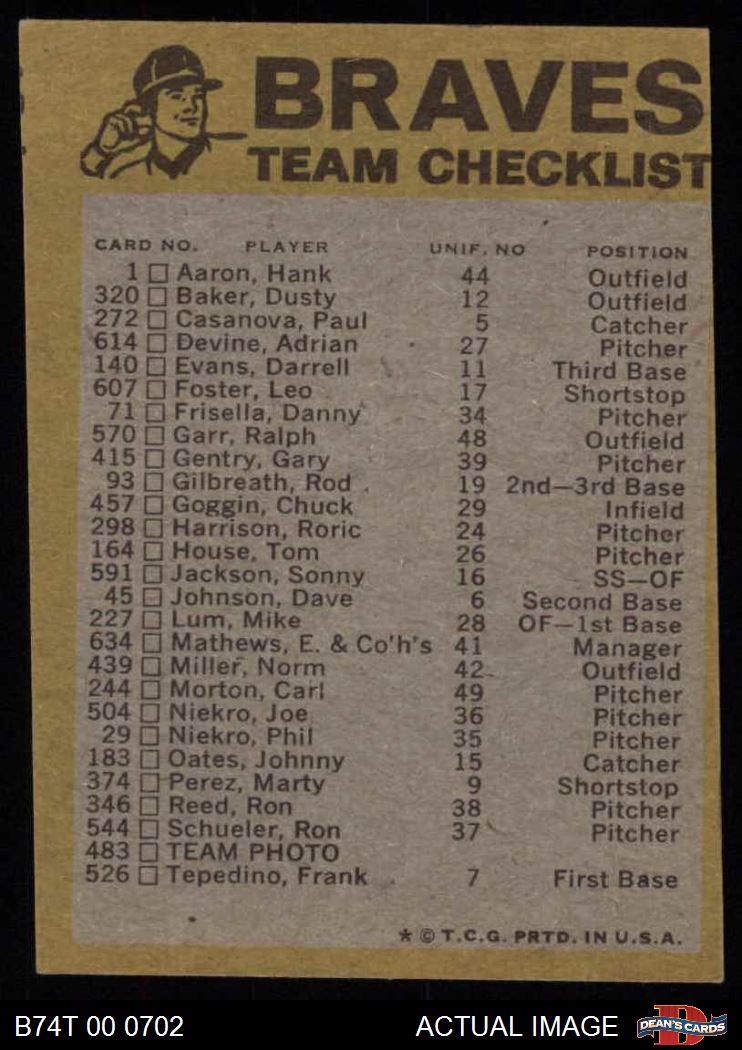 BRAVES
TEAM CHECKLIST
CARD NO. PLAYER UNIF. NO POSITION
1 Aaron, Hank 44 Outfield
320 Baker, Dusty 12 Outfield
272 Casanova, Paul 5 Catcher
614 Devine, Adrian 27 Pitcher
140 Evans, Darrell 11 Third Base
607 Foster, Leo 17 Shortstop
71 Frisella, Danny 34 Pitcher
570 Garr, Ralph 48 Outfield
415 Gentry, Gary 39 Pitcher
93 Gilbreath, Rod 19 2nd—3rd Base
457 Goggin, Chuck 29 Infield
298 Harrison, Roric 24 Pitcher
164 House, Tom 26 Pitcher
591 Jackson, Sonny 16 SS—OF
45 Johnson, Dave 6 Second Base
227 Lum, Mike 28 OF—1st Base
634 Mathews, E. & Co'h's 41 Manager
439 Miller, Norm 42 Outfield
244 Morton, Carl 49 Pitcher
504 Niekro, Joe 36 Pitcher
29 Niekro, Phil 35 Pitcher
183 Oates, Johnny 15 Catcher
374 Perez, Marty 9 Shortstop
346 Reed, Ron 38 Pitcher
544 Schueler, Ron 37 Pitcher
483 TEAM PHOTO
526 Tepedino, Frank 7 First Base
* © T.C.G. PRTD. IN U.S.A.
B74T 00 0702 ACTUAL IMAGE D DEAN'S CARDS